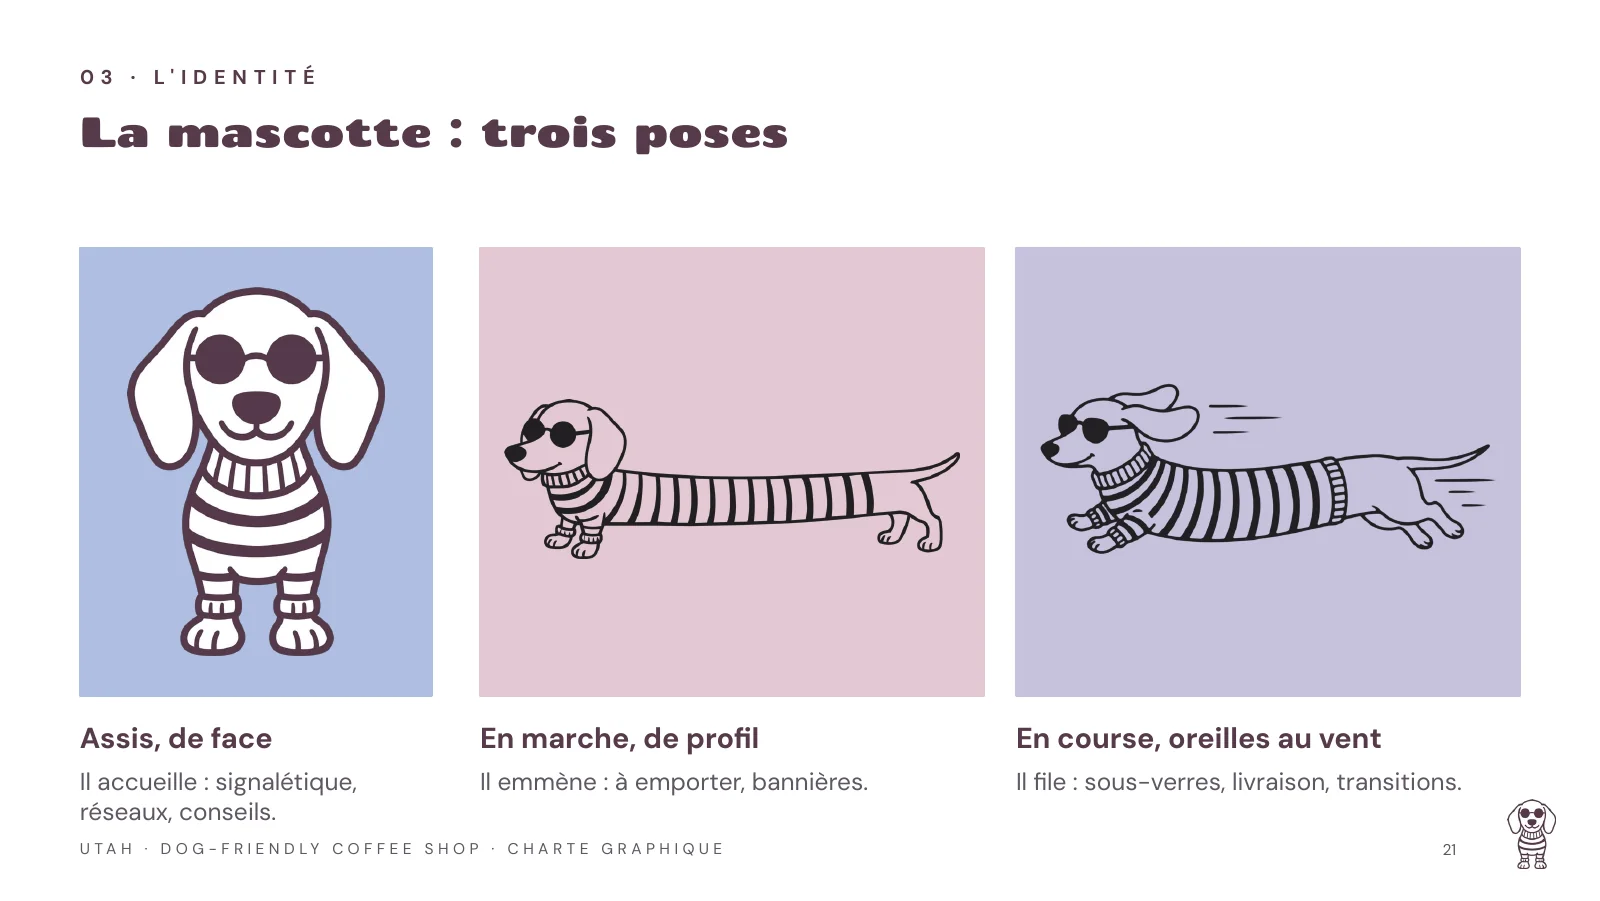 03 · L'IDENTITÉ
La mascotte : trois poses
Assis, de face
Il accueille : signalétique,
réseaux, conseils.
En marche, de profil
Il emmène : à emporter, bannières.
En course, oreilles au vent
Il file : sous-verres, livraison, transitions.
UTAH · DOG-FRIENDLY COFFEE SHOP · CHARTE GRAPHIQUE
21